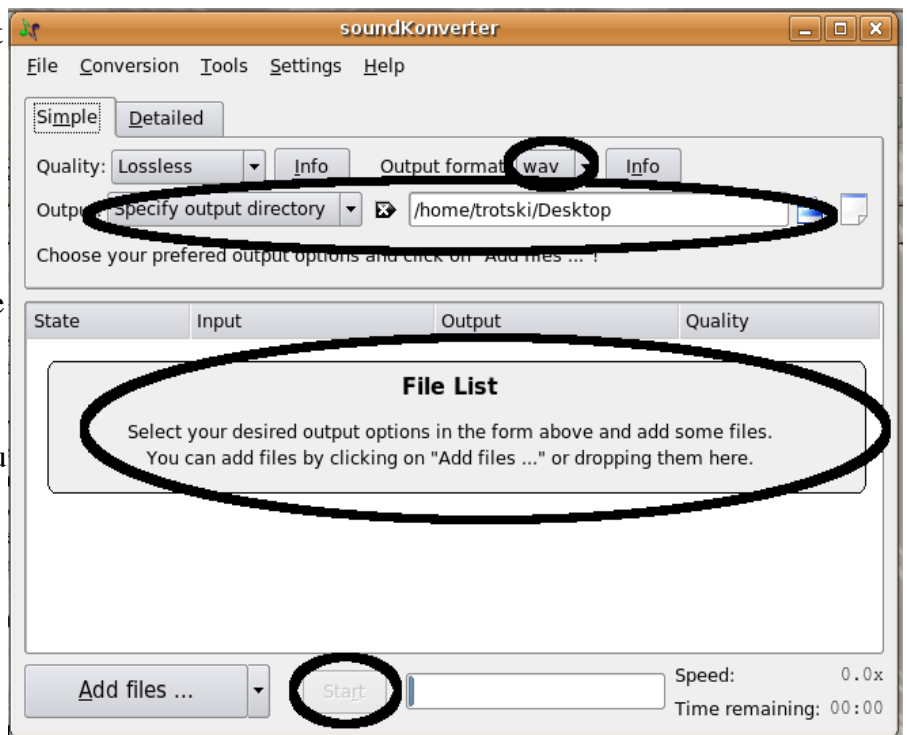 soundKonverter
File Conversion Tools Settings Help
Simple Detailed
Quality: Lossless Info Output format: wav Info
Output: Specify output directory /home/trotski/Desktop
Choose your prefered output options and click on "Add files ..." !
State Input Output Quality
File List
Select your desired output options in the form above and add some files.
You can add files by clicking on "Add files ..." or dropping them here.
Add files ... Start Speed: 0.0x
Time remaining: 00:00